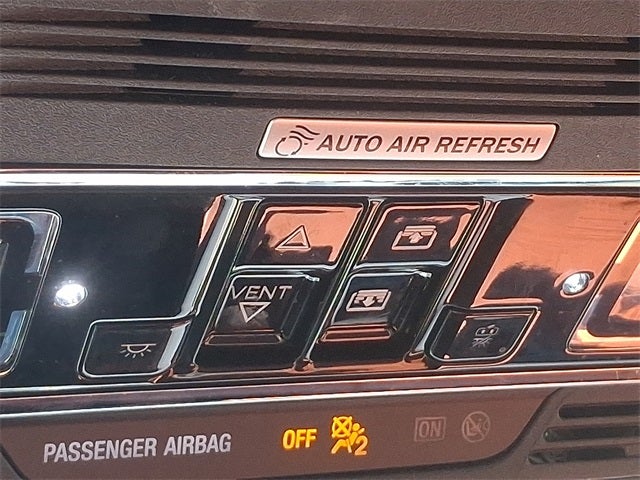 AUTO AIR REFRESH
VENT
PASSENGER AIRBAG OFF 2 ON